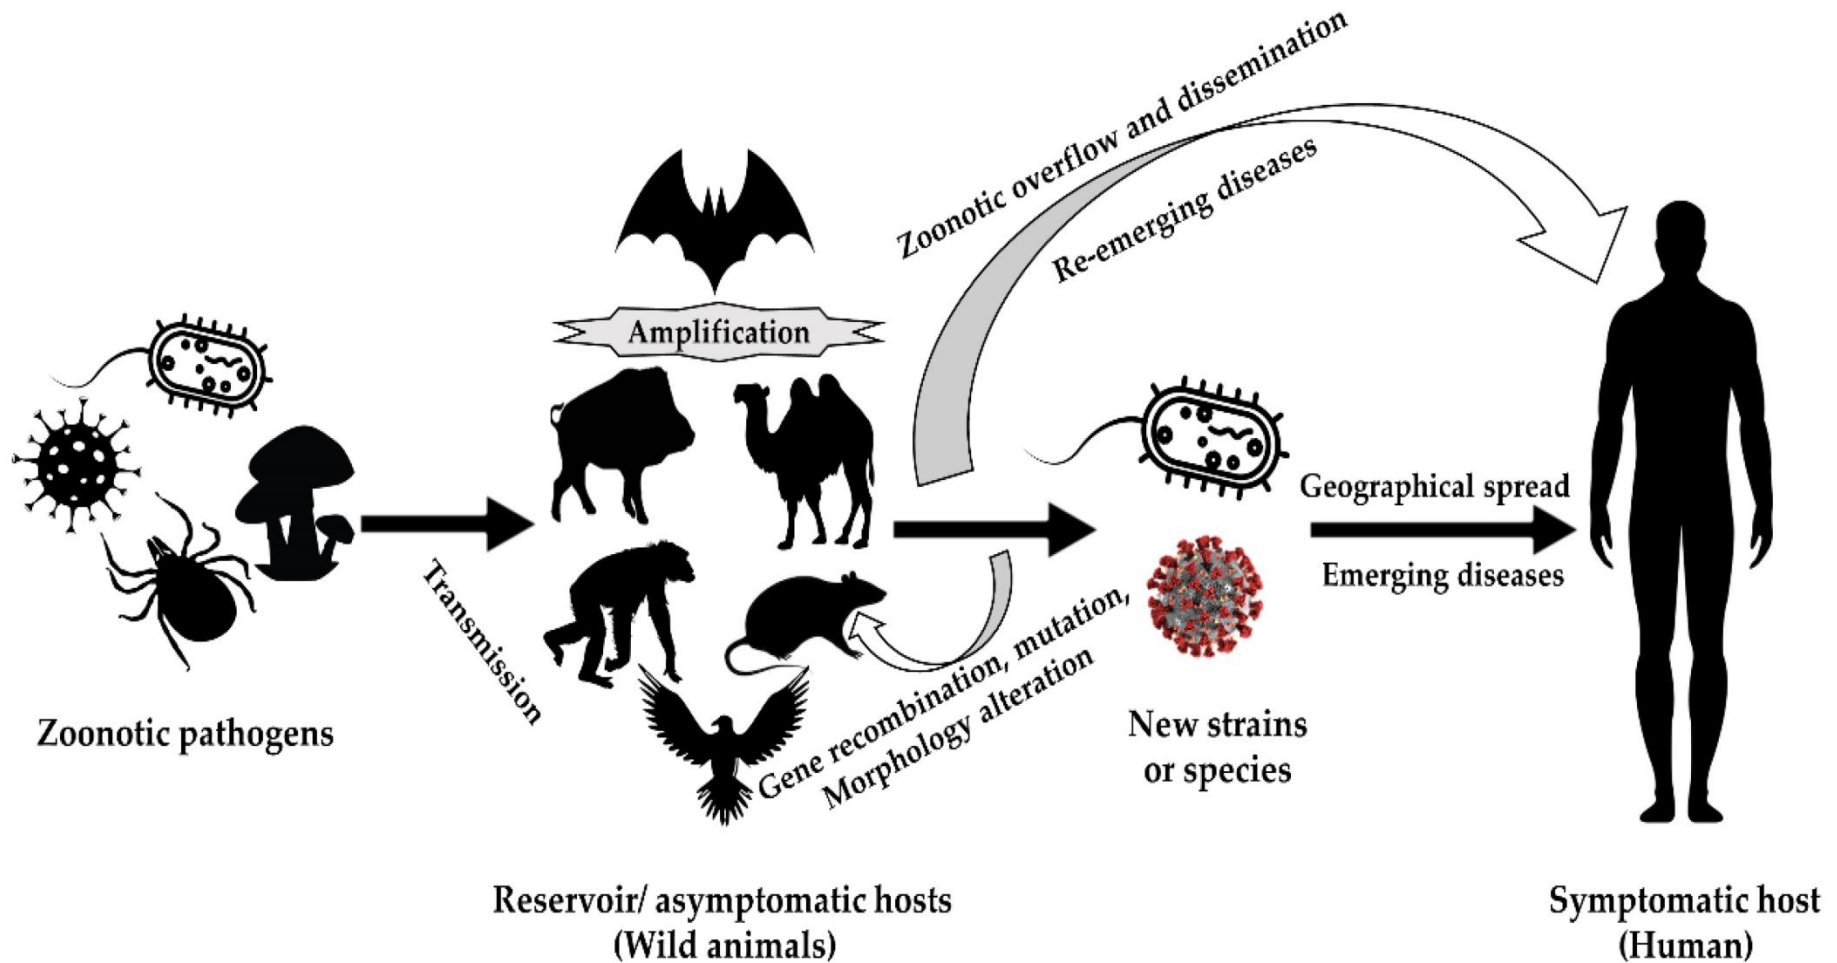 Zoonotic overflow and dissemination
Re-emerging diseases
Amplification
Geographical spread
Emerging diseases
Transmission
Gene recombination, mutation,
Morphology alteration
Zoonotic pathogens
New strains
or species
Reservoir/ asymptomatic hosts
(Wild animals)
Symptomatic host
(Human)